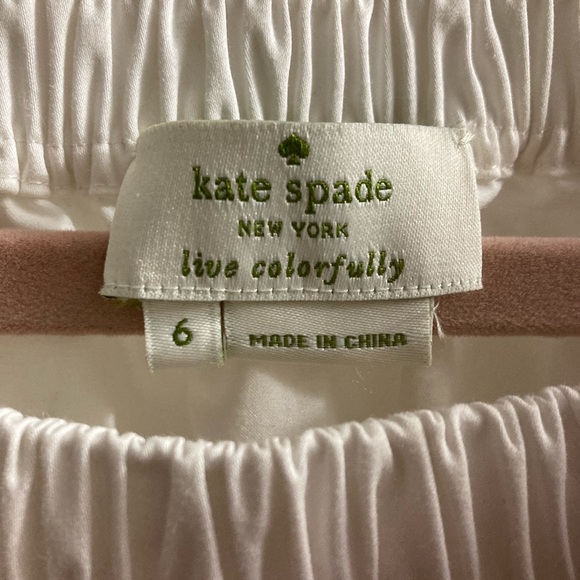 kate spade
NEW YORK
live colorfully
6
MADE IN CHINA